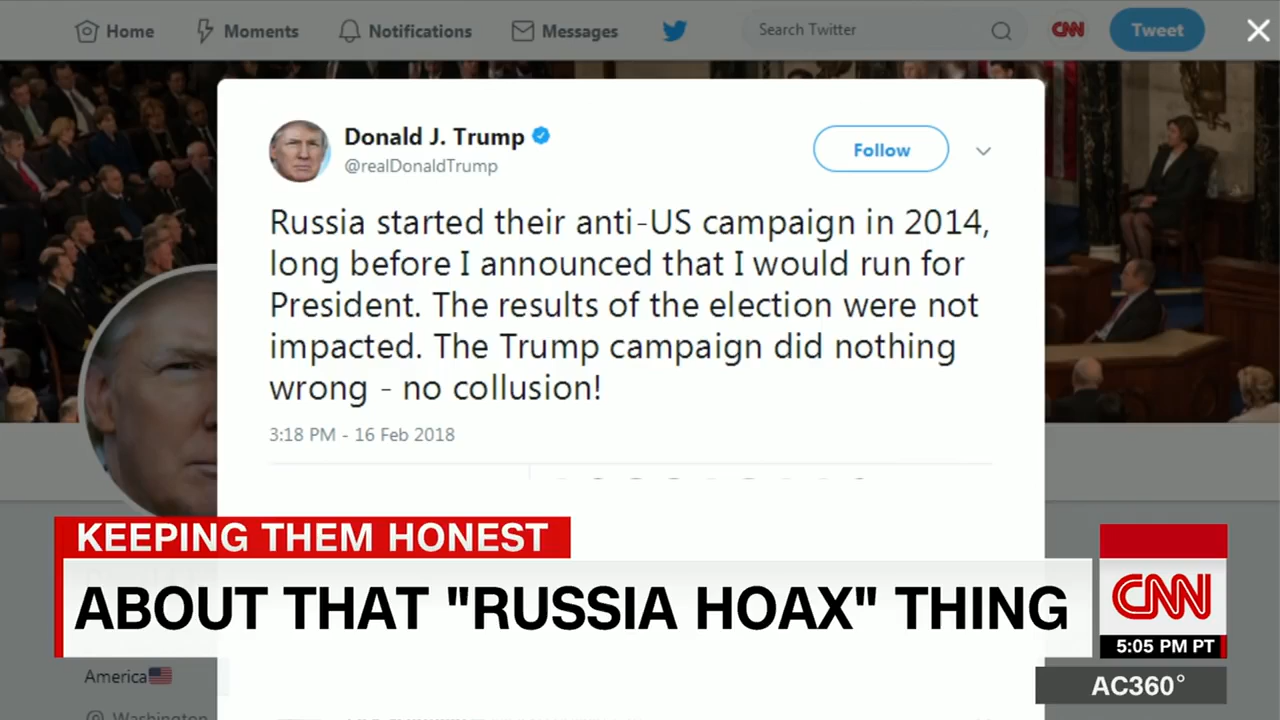 Home Moments Notifications Messages Search Twitter CNN Tweet
Donald J. Trump
@realDonaldTrump
Follow
Russia started their anti-US campaign in 2014,
long before I announced that I would run for
President. The results of the election were not
impacted. The Trump campaign did nothing
wrong - no collusion!
3:18 PM - 16 Feb 2018
KEEPING THEM HONEST
ABOUT THAT "RUSSIA HOAX" THING
CNN
5:05 PM PT
America
Washington
AC360°